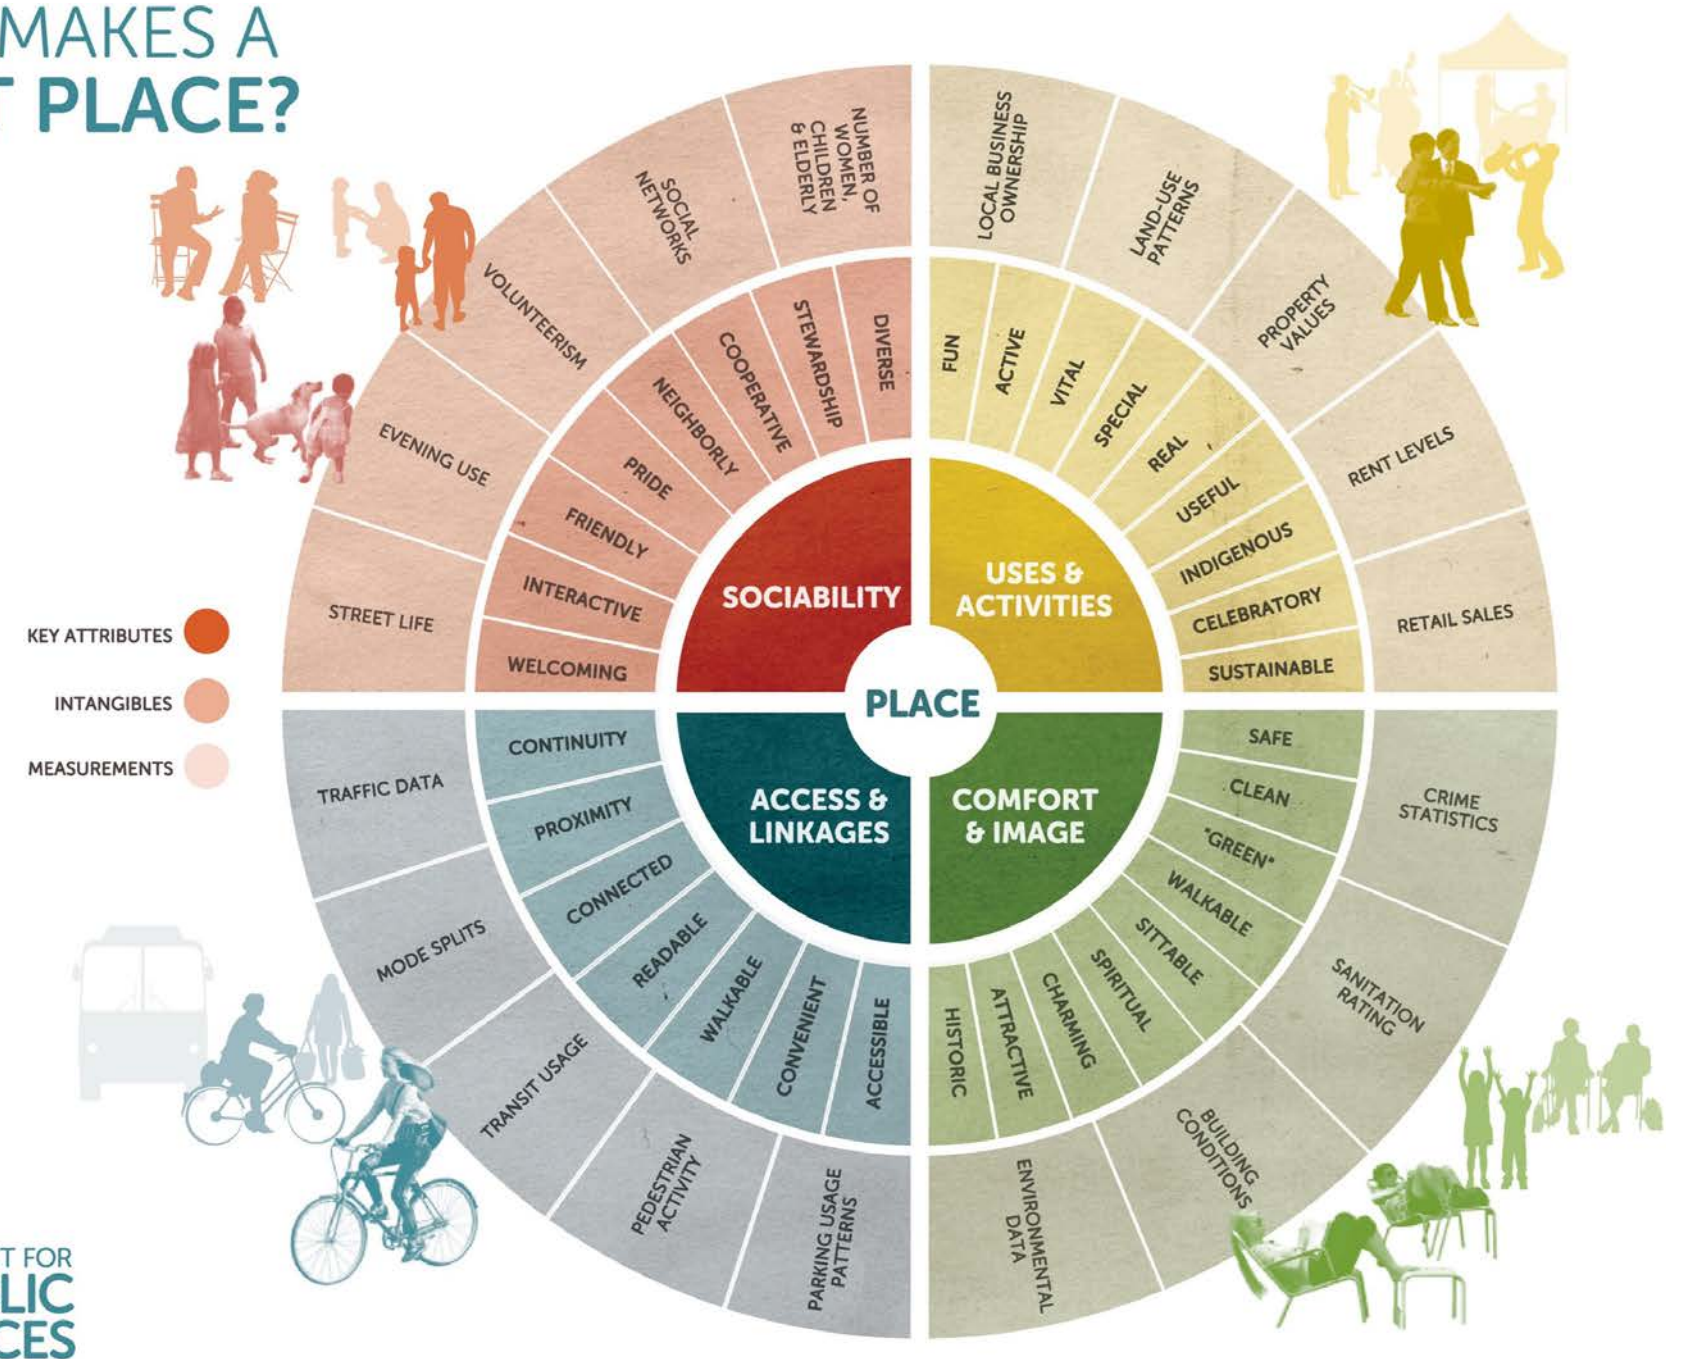 MAKES A
T PLACE?
KEY ATTRIBUTES
INTANGIBLES
MEASUREMENTS
PLACE
SOCIABILITY
USES &
ACTIVITIES
ACCESS &
LINKAGES
COMFORT
& IMAGE
WELCOMING
INTERACTIVE
FRIENDLY
PRIDE
NEIGHBORLY
COOPERATIVE
STEWARDSHIP
DIVERSE
STREET LIFE
EVENING USE
VOLUNTEERISM
SOCIAL
NETWORKS
NUMBER OF
WOMEN,
CHILDREN
& ELDERLY
FUN
ACTIVE
VITAL
SPECIAL
REAL
USEFUL
INDIGENOUS
CELEBRATORY
SUSTAINABLE
LOCAL BUSINESS
OWNERSHIP
LAND-USE
PATTERNS
PROPERTY
VALUES
RENT LEVELS
RETAIL SALES
SAFE
CLEAN
"GREEN"
WALKABLE
SITTABLE
SPIRITUAL
CHARMING
ATTRACTIVE
HISTORIC
CRIME
STATISTICS
SANITATION
RATING
BUILDING
CONDITIONS
ENVIRONMENTAL
DATA
CONTINUITY
PROXIMITY
CONNECTED
READABLE
WALKABLE
CONVENIENT
ACCESSIBLE
TRAFFIC DATA
MODE SPLITS
TRANSIT USAGE
PEDESTRIAN
ACTIVITY
PARKING USAGE
PATTERNS
T FOR
LIC
CES